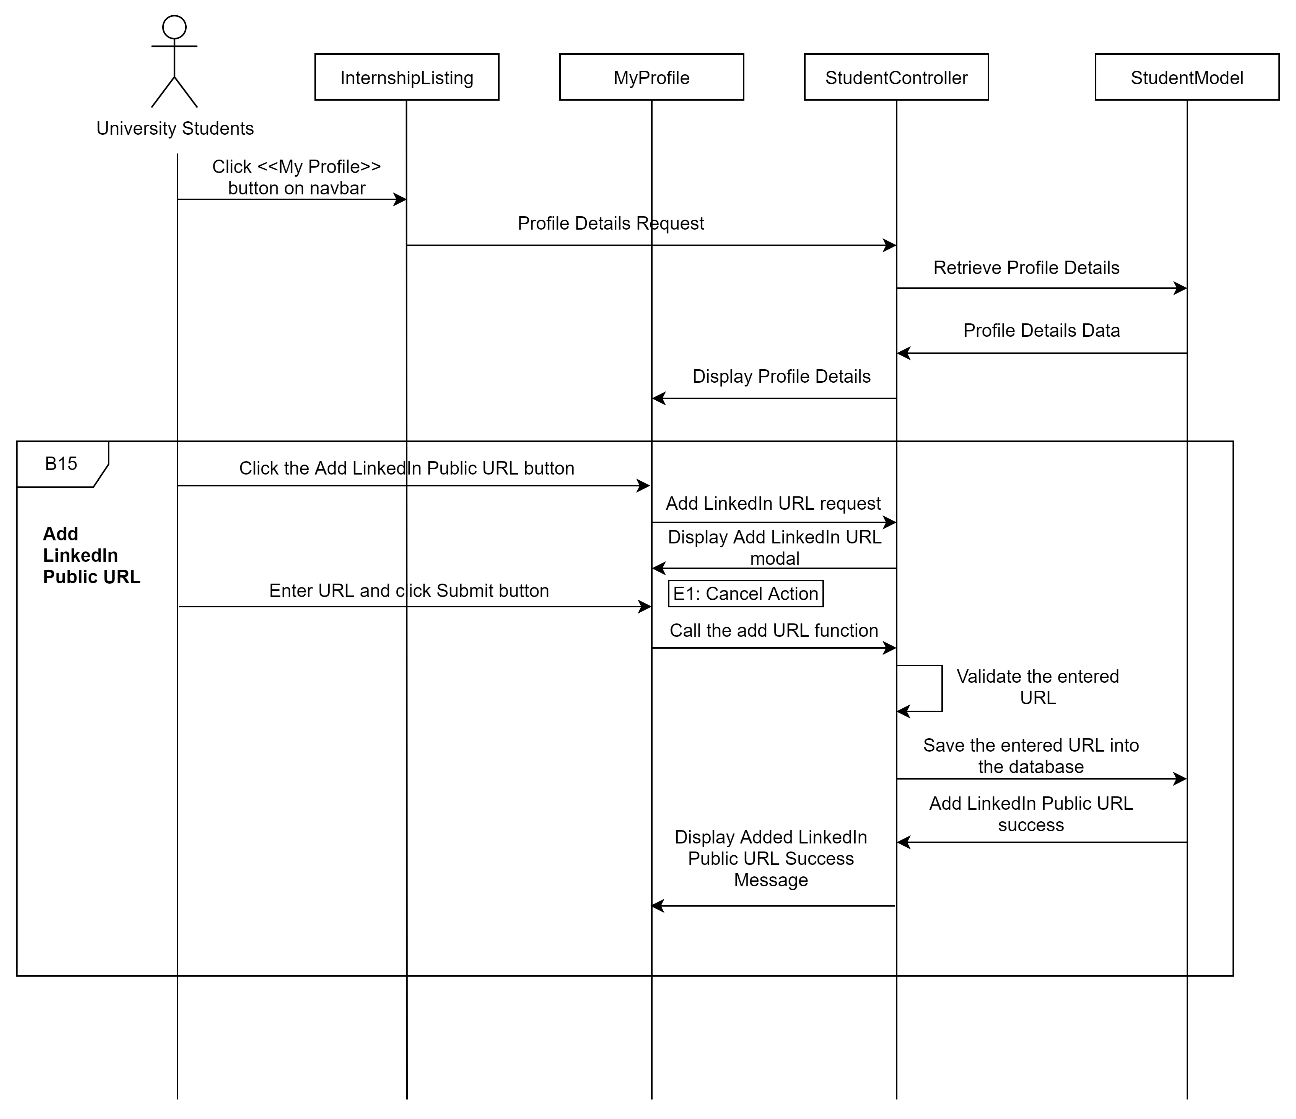 InternshipListing
MyProfile
StudentController
StudentModel
University Students
Click <<My Profile>>
button on navbar
Profile Details Request
Retrieve Profile Details
Profile Details Data
Display Profile Details
B15
Click the Add LinkedIn Public URL button
Add LinkedIn URL request
Add
LinkedIn
Public URL
Display Add LinkedIn URL
modal
Enter URL and click Submit button
E1: Cancel Action
Call the add URL function
Validate the entered
URL
Save the entered URL into
the database
Add LinkedIn Public URL
success
Display Added LinkedIn
Public URL Success
Message